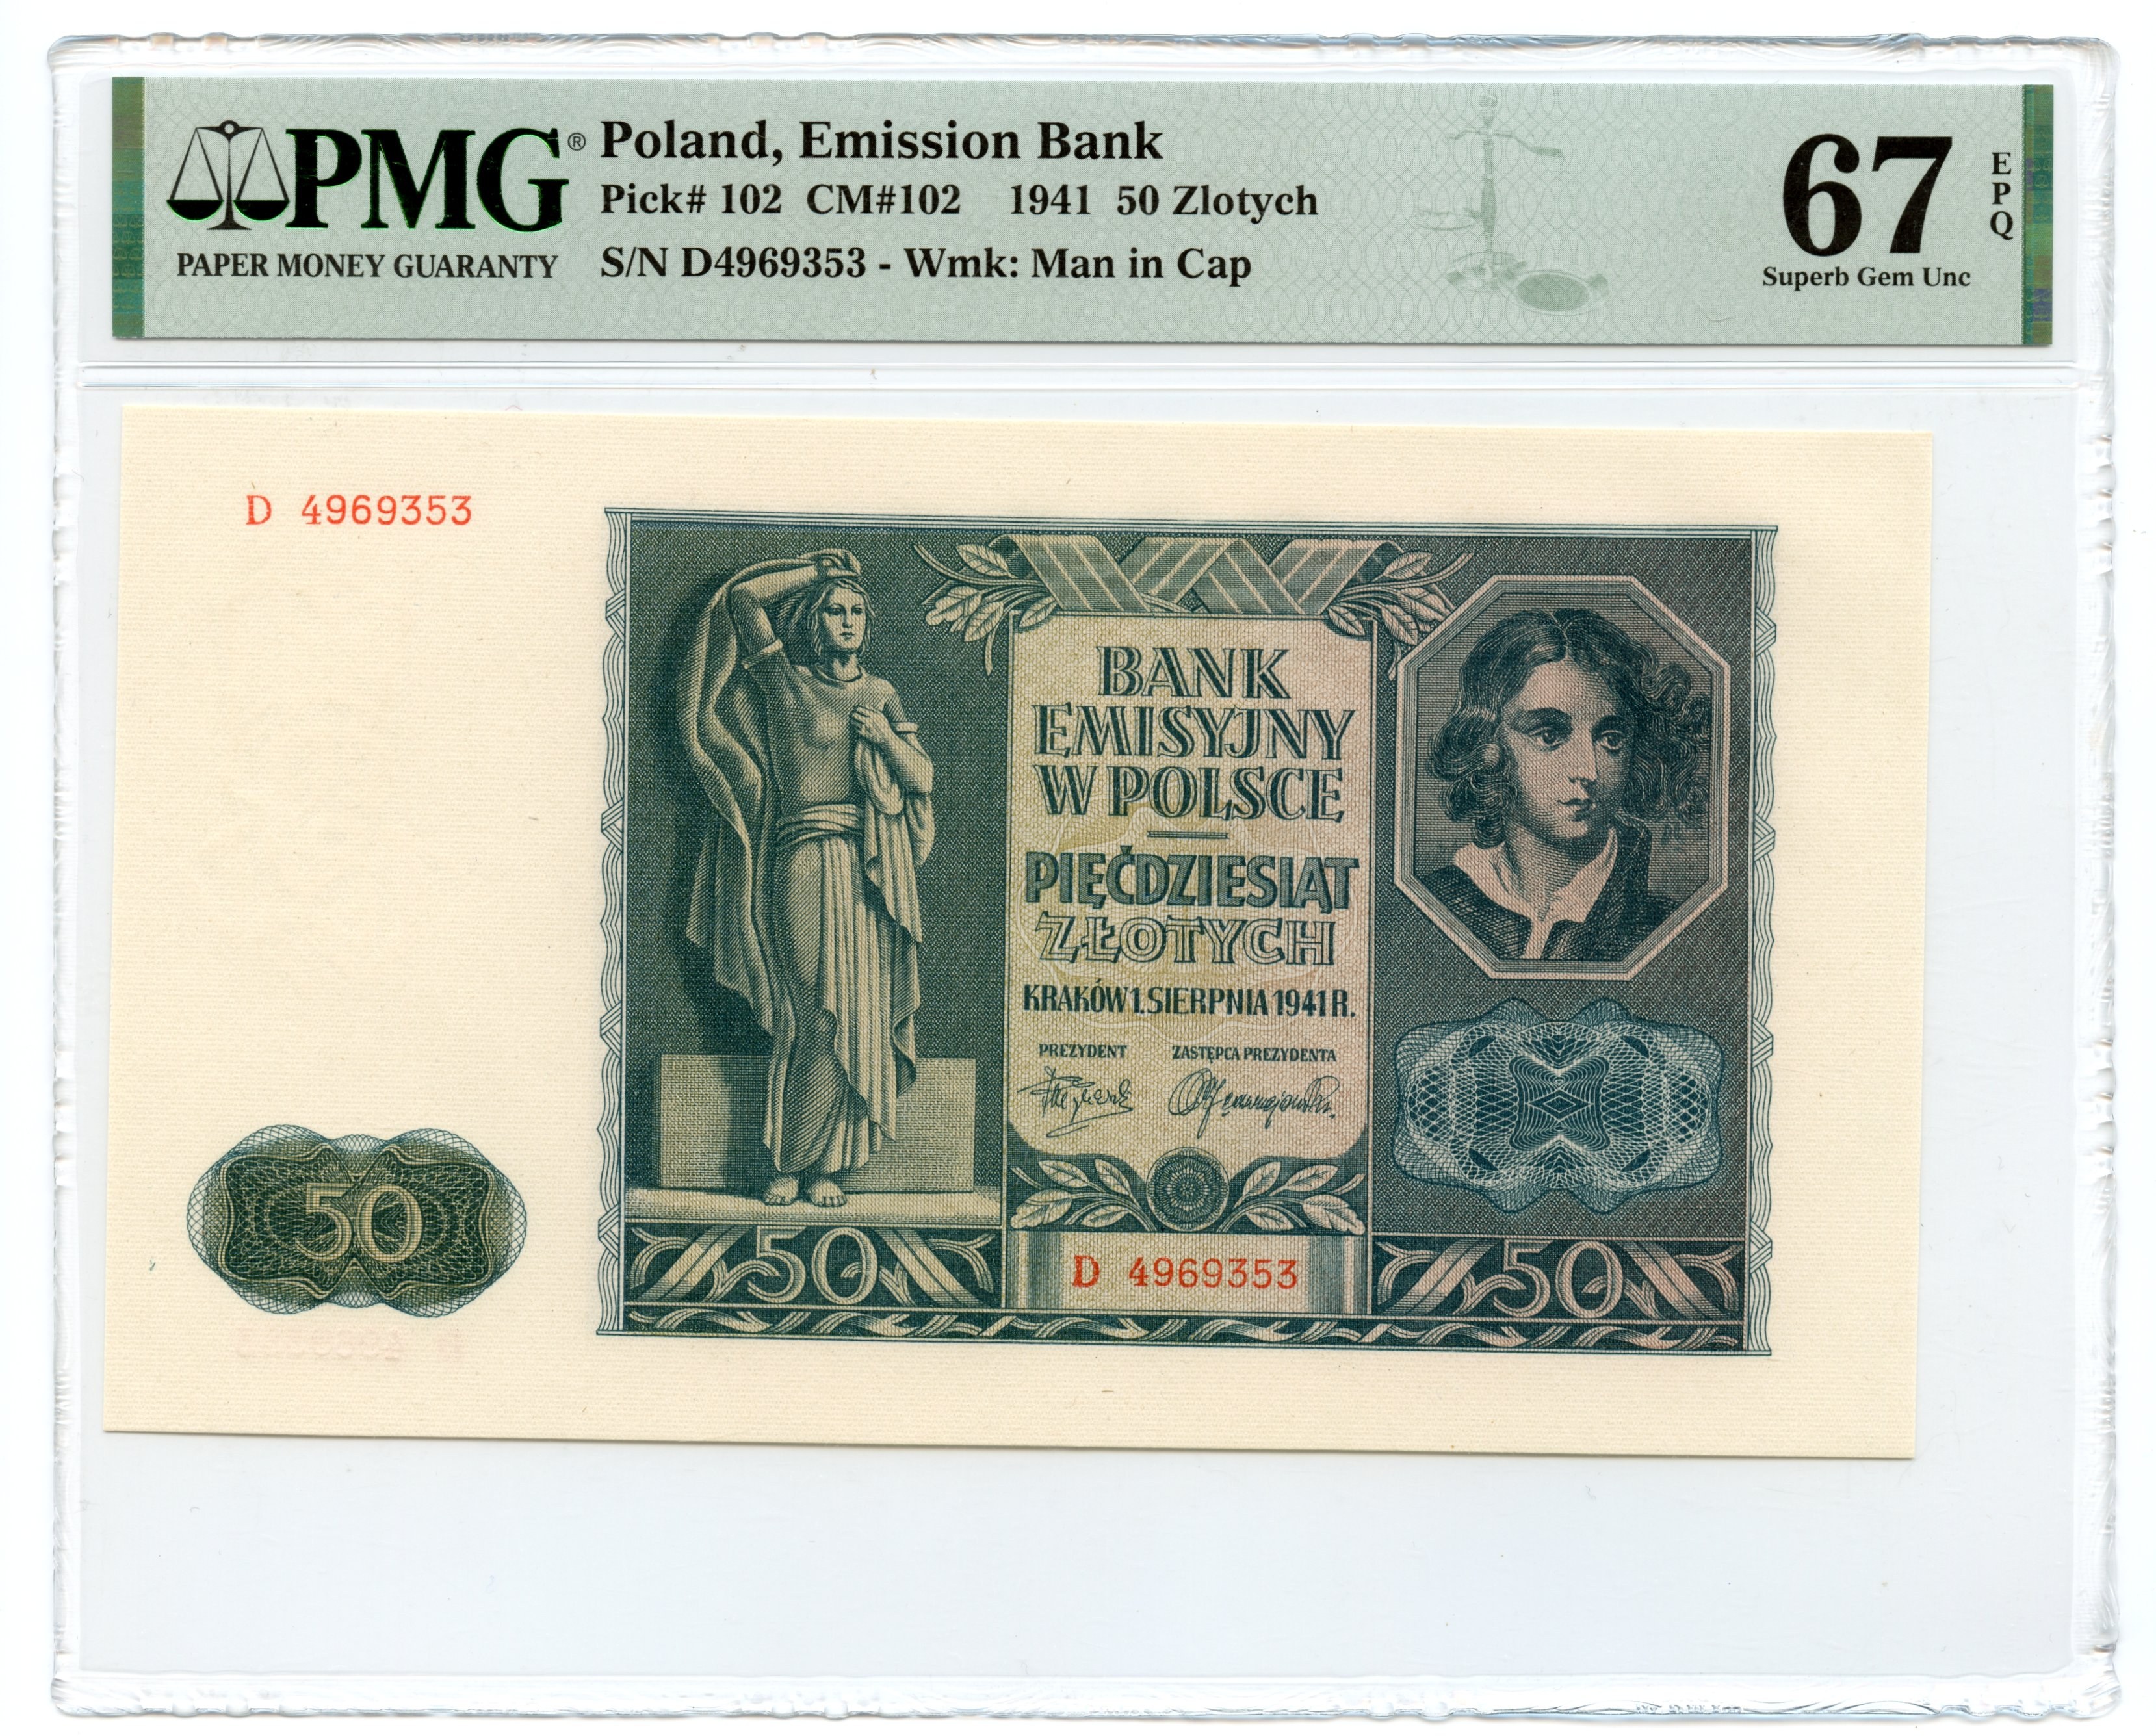 PMG®
PAPER MONEY GUARANTY
Poland, Emission Bank
Pick# 102 CM#102 1941 50 Zlotych
S/N D4969353 - Wmk: Man in Cap
67
EPQ
Superb Gem Unc
D 4969353
BANK
EMISYJNY
W POLSCE
PIĘĆDZIESIĄT
ZŁOTYCH
KRAKÓW 1. SIERPNIA 1941 R.
PREZYDENT ZASTĘPCA PREZYDENTA
50
50
D 4969353
50